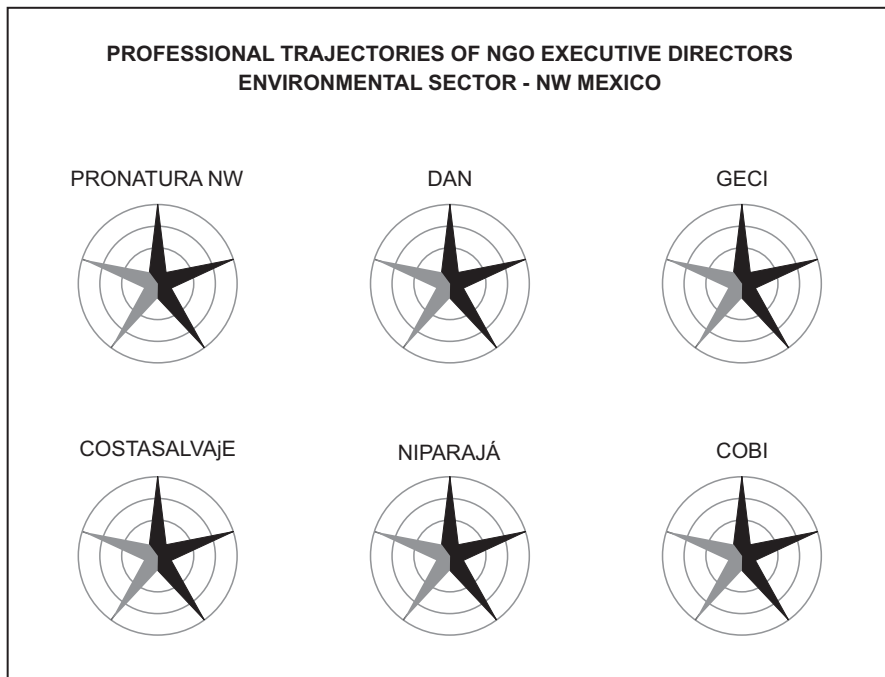 PROFESSIONAL TRAJECTORIES OF NGO EXECUTIVE DIRECTORS
ENVIRONMENTAL SECTOR - NW MEXICO
PRONATURA NW
DAN
GECI
COSTASALVAjE
NIPARAJÁ
COBI